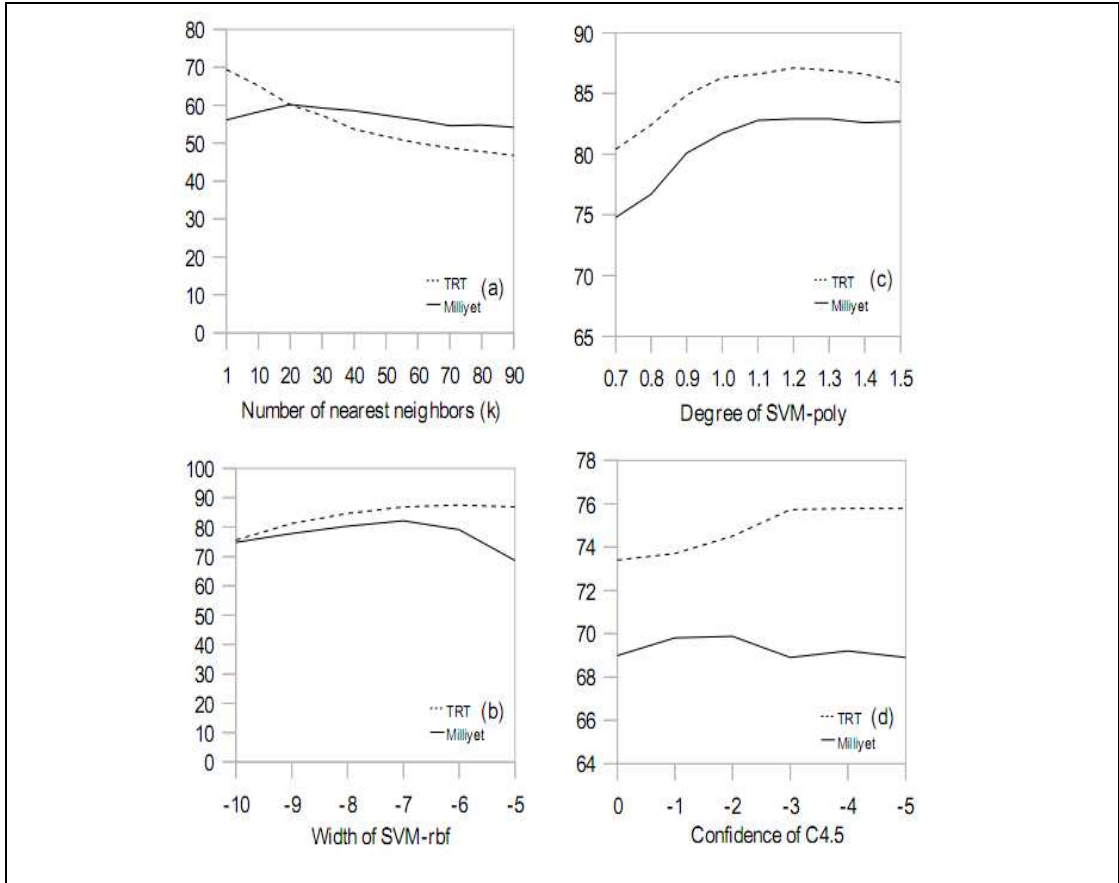 80
70
60
50
40
30
20
10
0
TRT (a)
Milliyet
1 10 20 30 40 50 60 70 80 90
Number of nearest neighbors (k)
90
85
80
75
70
65
TRT (c)
Milliyet
0.7 0.8 0.9 1.0 1.1 1.2 1.3 1.4 1.5
Degree of SVM-poly
100
90
80
70
60
50
40
30
20
10
0
TRT (b)
Milliyet
-10 -9 -8 -7 -6 -5
Width of SVM-rbf
78
76
74
72
70
68
66
64
TRT (d)
Milliyet
0 -1 -2 -3 -4 -5
Confidence of C4.5